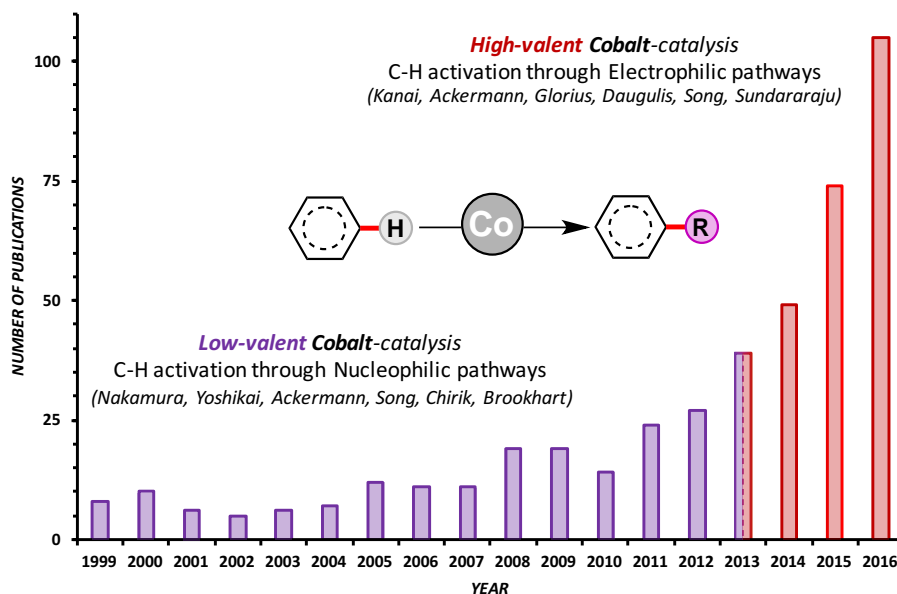 High-valent Cobalt-catalysis
C-H activation through Electrophilic pathways
(Kanai, Ackermann, Glorius, Daugulis, Song, Sundararaju)
H
Co
R
Low-valent Cobalt-catalysis
C-H activation through Nucleophilic pathways
(Nakamura, Yoshikai, Ackermann, Song, Chirik, Brookhart)
NUMBER OF PUBLICATIONS
100
75
50
25
0
1999 2000 2001 2002 2003 2004 2005 2006 2007 2008 2009 2010 2011 2012 2013 2014 2015 2016
YEAR